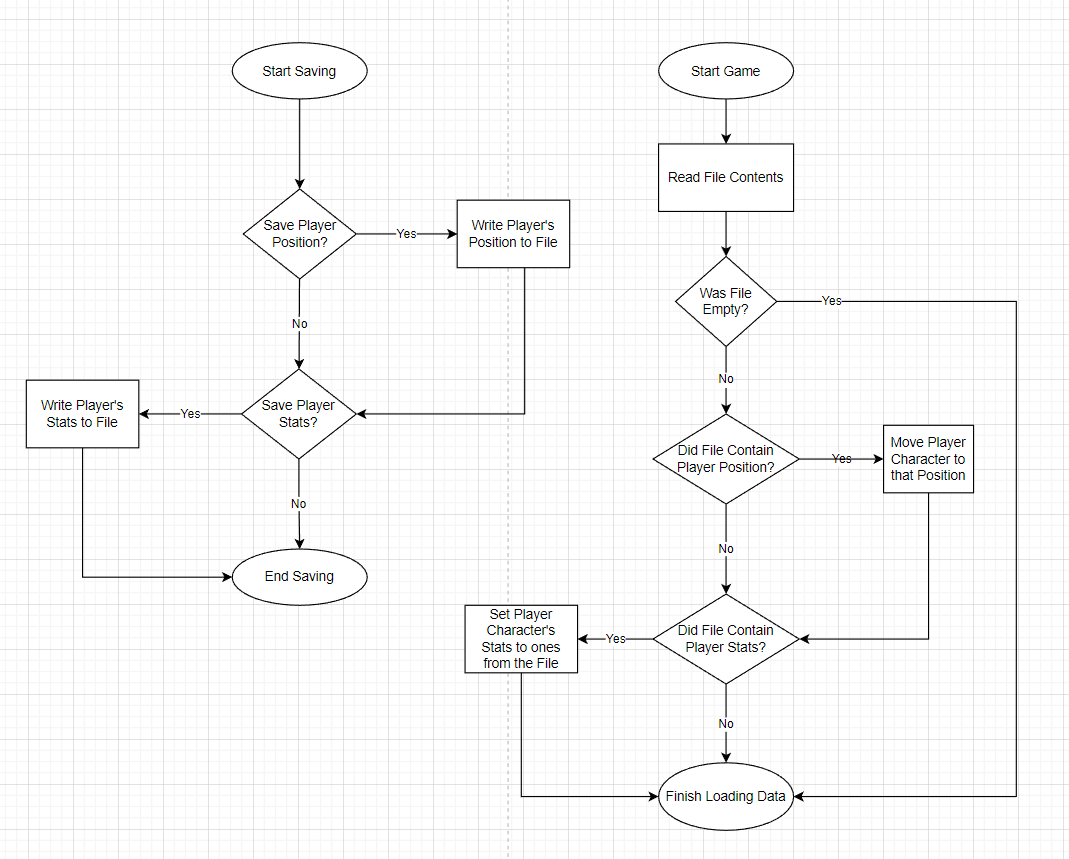 Start Saving
Save Player
Position?
Yes
Write Player's
Position to File
No
Save Player
Stats?
Yes
Write Player's
Stats to File
No
End Saving
Start Game
Read File Contents
Was File
Empty?
Yes
No
Did File Contain
Player Position?
Yes
Move Player
Character to
that Position
No
Did File Contain
Player Stats?
Yes
Set Player
Character's
Stats to ones
from the File
No
Finish Loading Data